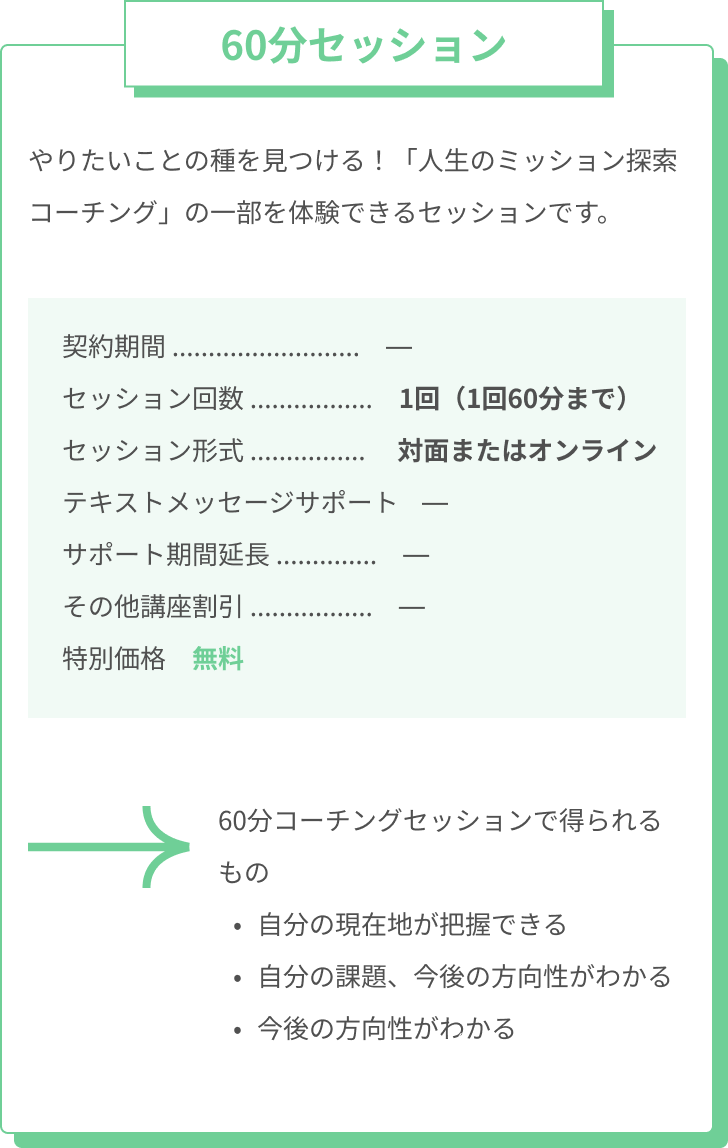 60分セッション
やりたいことの種を見つける！「人生のミッション探索
コーチング」の一部を体験できるセッションです。
契約期間 .......................... —
セッション回数 ................. 1回（1回60分まで）
セッション形式 ................ 対面またはオンライン
テキストメッセージサポート —
サポート期間延長 .............. —
その他講座割引 ................. —
特別価格 無料
60分コーチングセッションで得られる
もの
• 自分の現在地が把握できる
• 自分の課題、今後の方向性がわかる
• 今後の方向性がわかる